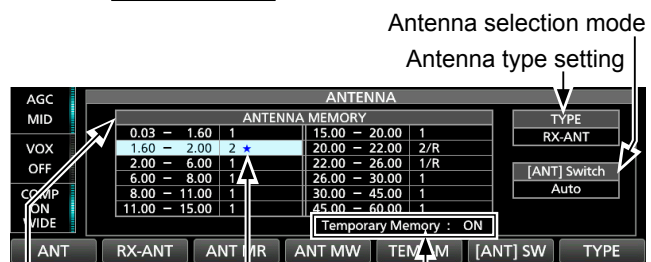 Antenna selection mode
Antenna type setting
AGC
MID
VOX
OFF
COMP
ON
WIDE
ANTENNA
ANTENNA MEMORY
0.03 – 1.60 1
1.60 – 2.00 2 ★
2.00 – 6.00 1
6.00 – 8.00 1
8.00 – 11.00 1
11.00 – 15.00 1
15.00 – 20.00 1
20.00 – 22.00 2/R
22.00 – 26.00 1/R
26.00 – 30.00 1
30.00 – 45.00 1
45.00 – 60.00 1
Temporary Memory : ON
TYPE
RX-ANT
[ANT] Switch
Auto
ANT RX-ANT ANT MR ANT MW [ANT] SW TYPE